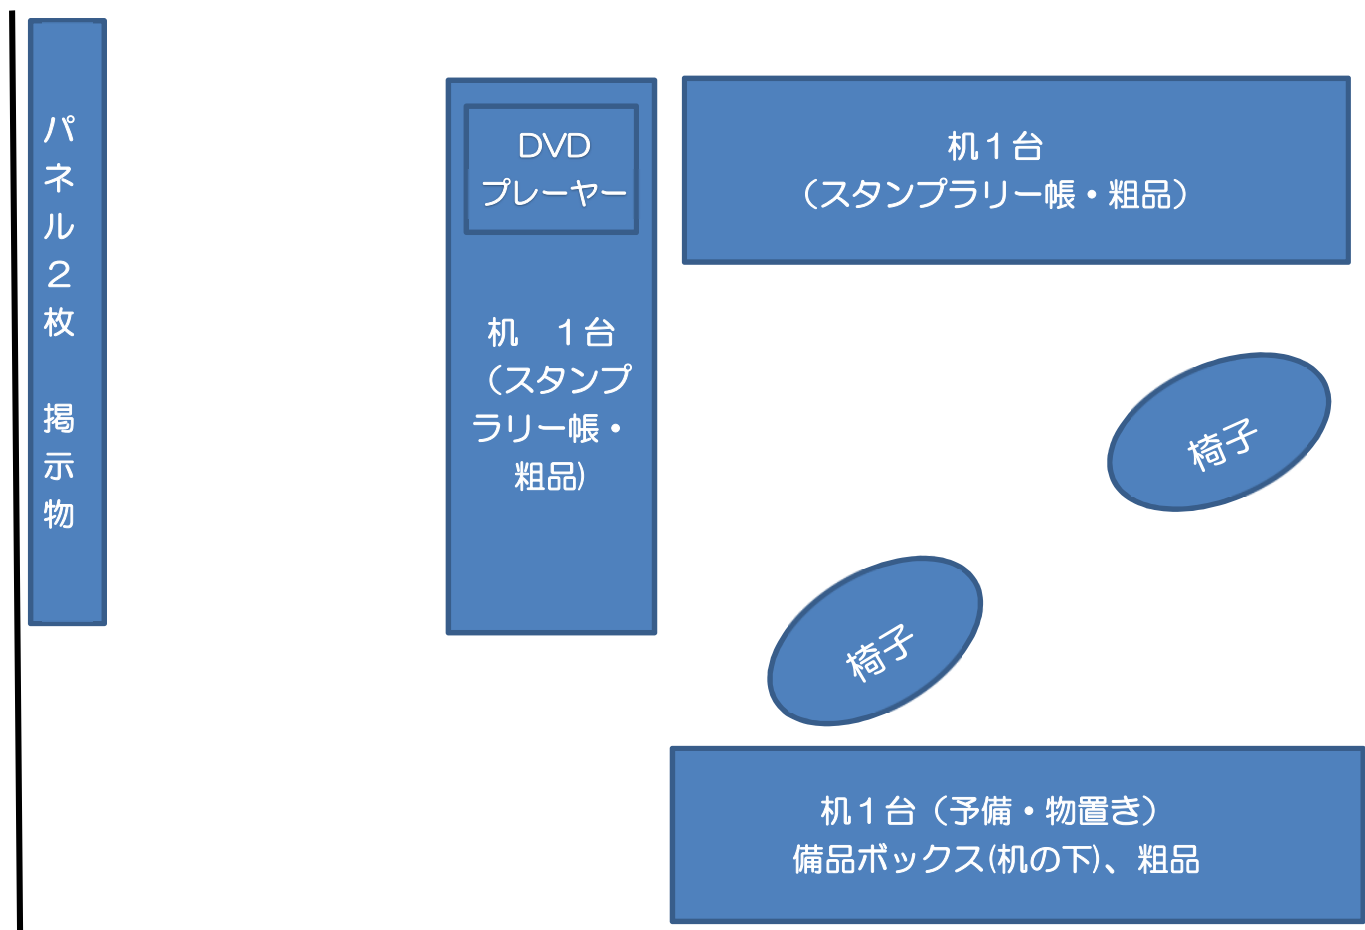 パネル２枚　掲示物
DVD
プレーヤー
机　１台
（スタンプ
ラリー帳・
粗品)
机１台
（スタンプラリー帳・粗品）
椅子
椅子
机１台（予備・物置き）
備品ボックス(机の下)、粗品